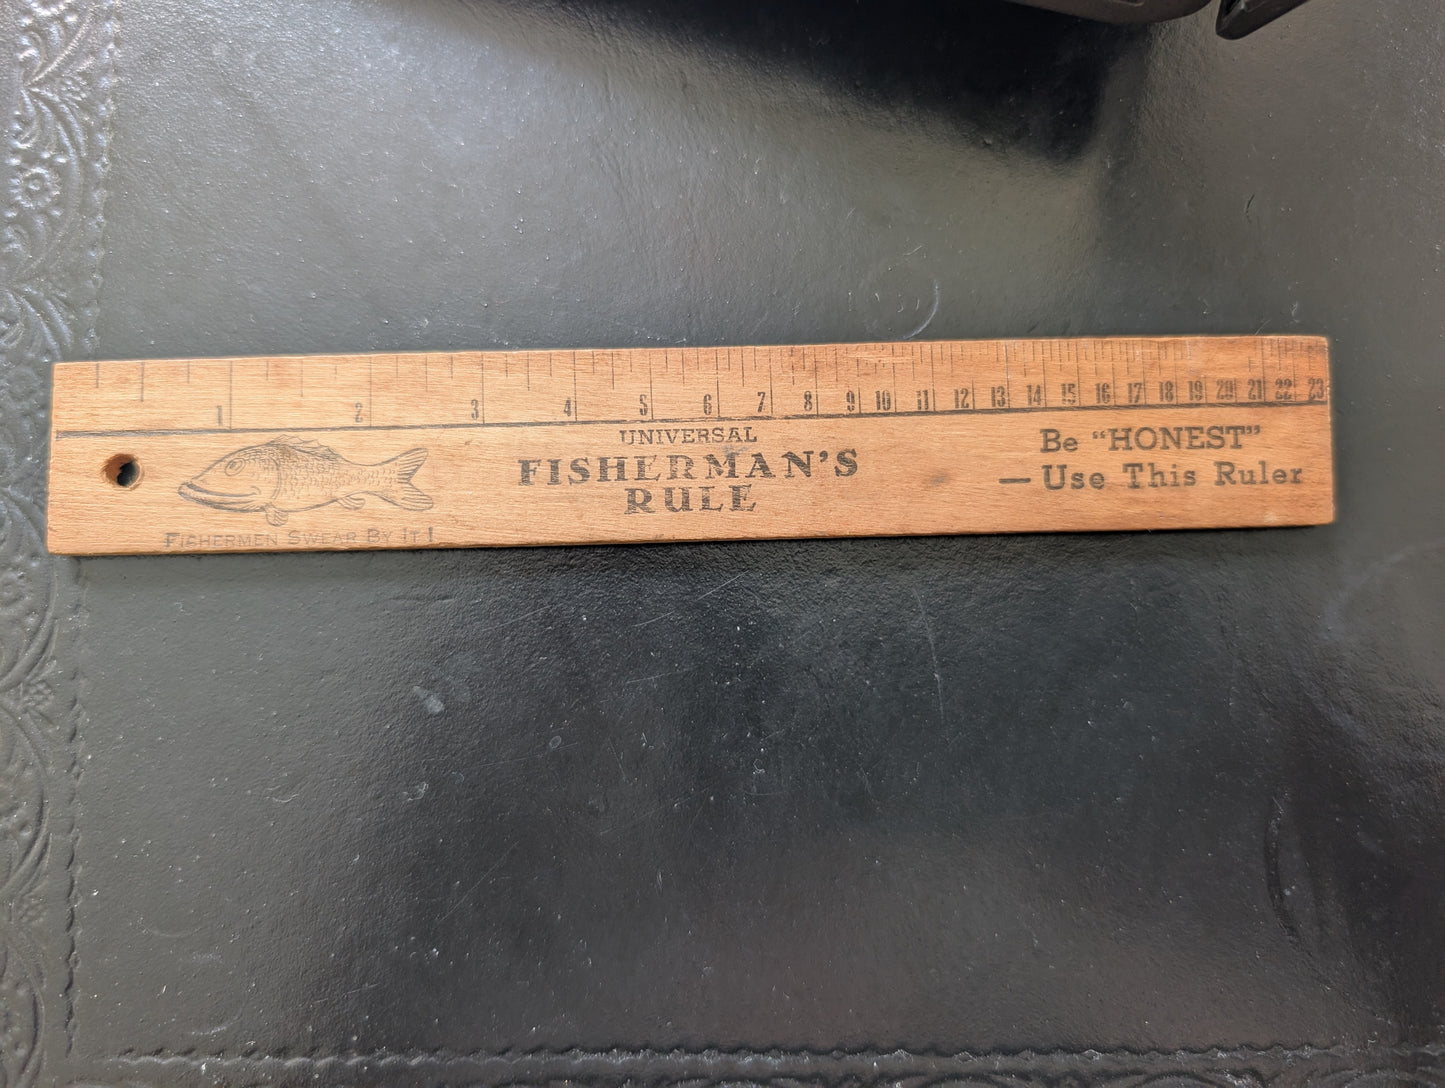 1 2 3 4 5 6 7 8 9 10 11 12 13 14 15 16 17 18 19 20 21 22 23
UNIVERSAL
FISHERMAN'S
RULE
FISHERMEN SWEAR BY IT!
Be "HONEST"
— Use This Ruler